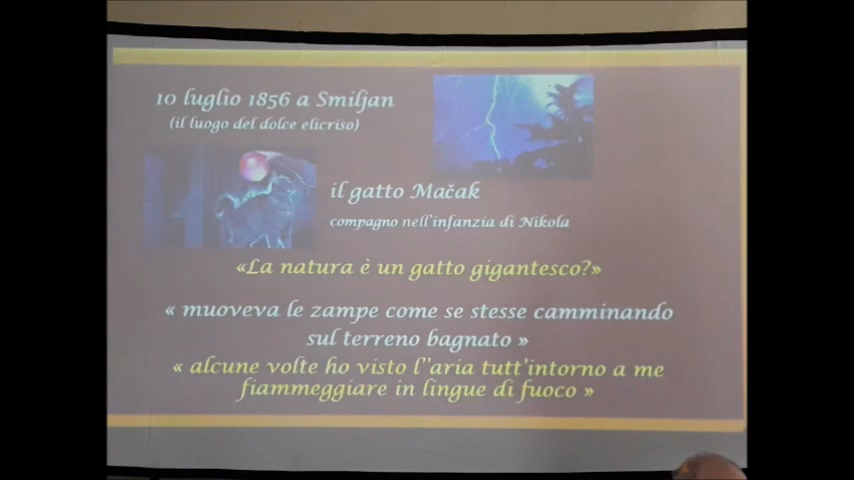 10 luglio 1856 a Smiljan
(il luogo del dolce elicriso)
il gatto Mačak
compagno nell'infanzia di Nikola
«La natura è un gatto gigantesco?»
« muoveva le zampe come se stesse camminando
sul terreno bagnato »
« alcune volte ho visto l'’aria tutt'intorno a me
fiammeggiare in lingue di fuoco »